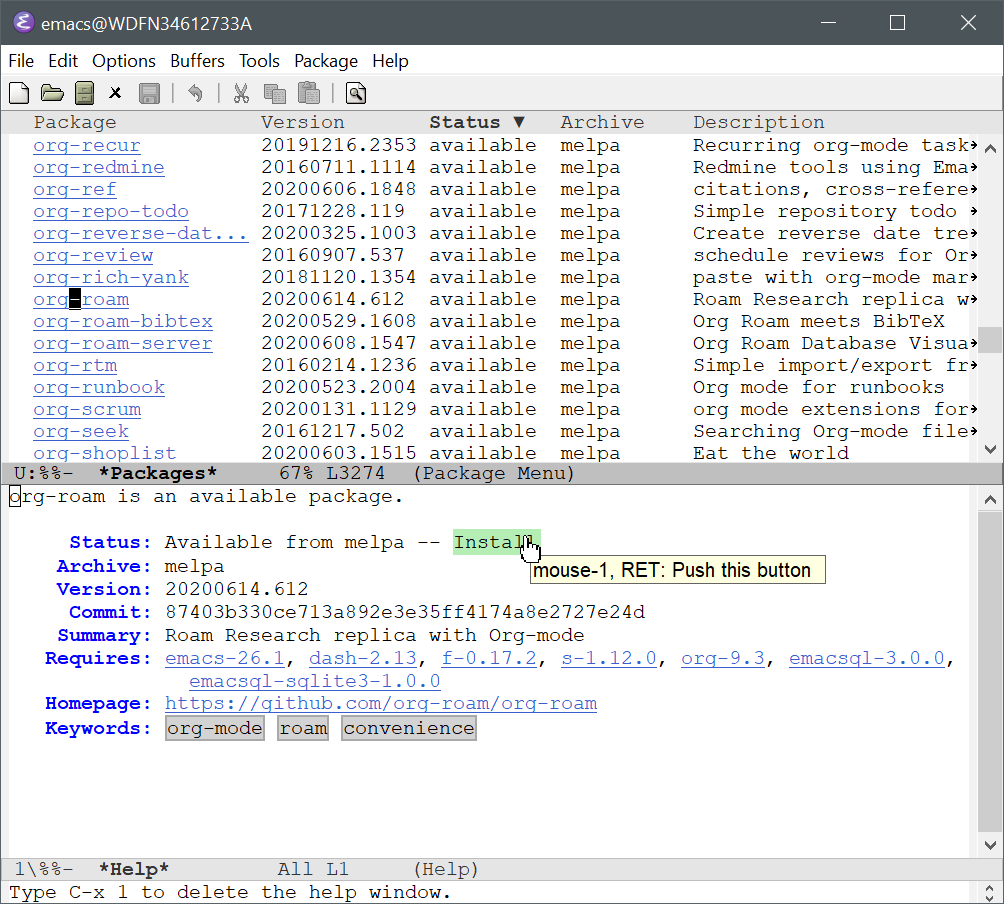 emacs@WDFN34612733A
File Edit Options Buffers Tools Package Help
Package Version Status ▼ Archive Description
org-recur 20191216.2353 available melpa Recurring org-mode task→
org-redmine 20160711.1114 available melpa Redmine tools using Ema→
org-ref 20200606.1848 available melpa citations, cross-refere→
org-repo-todo 20171228.119 available melpa Simple repository todo →
org-reverse-dat... 20200325.1003 available melpa Create reverse date tre→
org-review 20160907.537 available melpa schedule reviews for Or→
org-rich-yank 20181120.1354 available melpa paste with org-mode mar→
org-roam 20200614.612 available melpa Roam Research replica w→
org-roam-bibtex 20200529.1608 available melpa Org Roam meets BibTeX
org-roam-server 20200608.1547 available melpa Org Roam Database Visua→
org-rtm 20160214.1236 available melpa Simple import/export fr→
org-runbook 20200523.2004 available melpa Org mode for runbooks
org-scrum 20200131.1129 available melpa org mode extensions for→
org-seek 20161217.502 available melpa Searching Org-mode file→
org-shoplist 20200603.1515 available melpa Eat the world
U:%%- *Packages* 67% L3274 (Package Menu)
org-roam is an available package.
Status: Available from melpa -- Install
mouse-1, RET: Push this button
Archive: melpa
Version: 20200614.612
Commit: 87403b330ce713a892e3e35ff4174a8e2727e24d
Summary: Roam Research replica with Org-mode
Requires: emacs-26.1, dash-2.13, f-0.17.2, s-1.12.0, org-9.3, emacsql-3.0.0,
emacsql-sqlite3-1.0.0
Homepage: https://github.com/org-roam/org-roam
Keywords: org-mode roam convenience
1\%%- *Help* All L1 (Help)
Type C-x 1 to delete the help window.